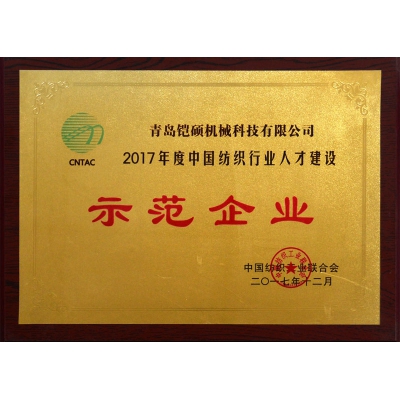 CNTAC
青岛铠硕机械科技有限公司
2017年度中国纺织行业人才建设
示范企业
中国纺织工业联合会
二〇一七年十二月